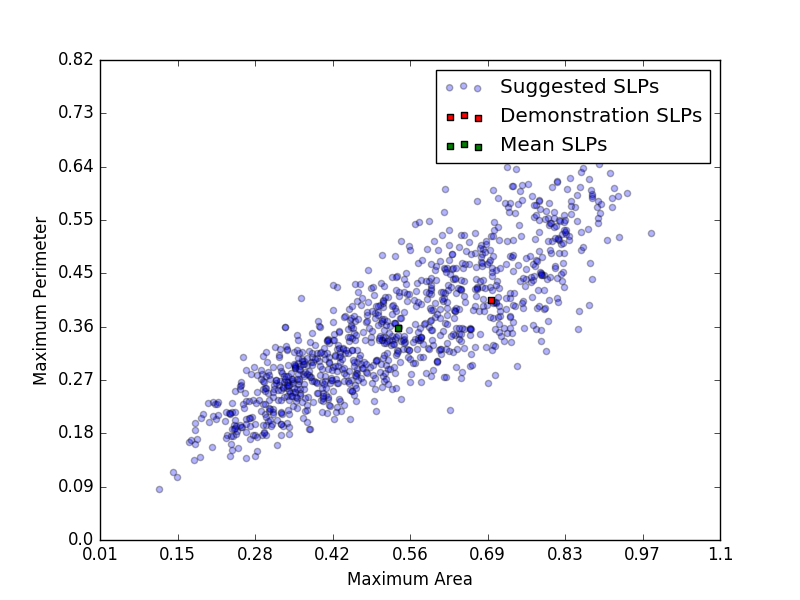 0.82
0.73
0.64
0.55
0.45
0.36
0.27
0.18
0.09
0.0
Maximum Perimeter
Suggested SLPs
Demonstration SLPs
Mean SLPs
0.01 0.15 0.28 0.42 0.56 0.69 0.83 0.97 1.1
Maximum Area